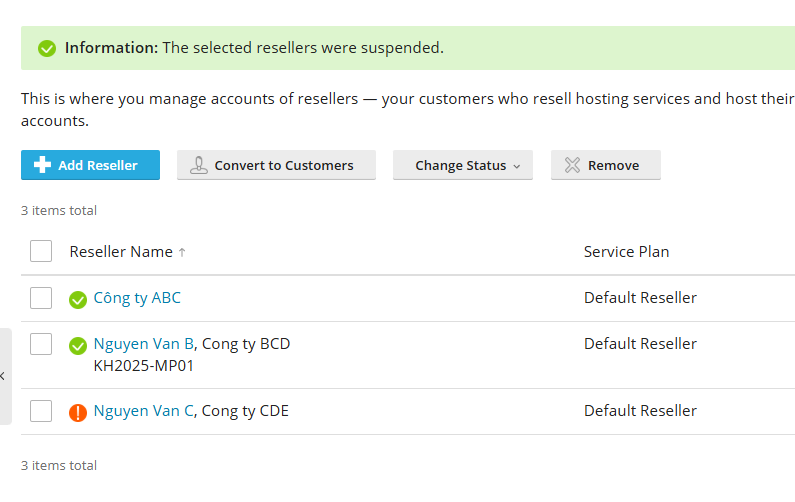 Information: The selected resellers were suspended.
This is where you manage accounts of resellers — your customers who resell hosting services and host their
accounts.
Add Reseller Convert to Customers Change Status Remove
3 items total
Reseller Name ↑ Service Plan
Công ty ABC Default Reseller
Nguyen Van B, Cong ty BCD Default Reseller
KH2025-MP01
Nguyen Van C, Cong ty CDE Default Reseller
3 items total